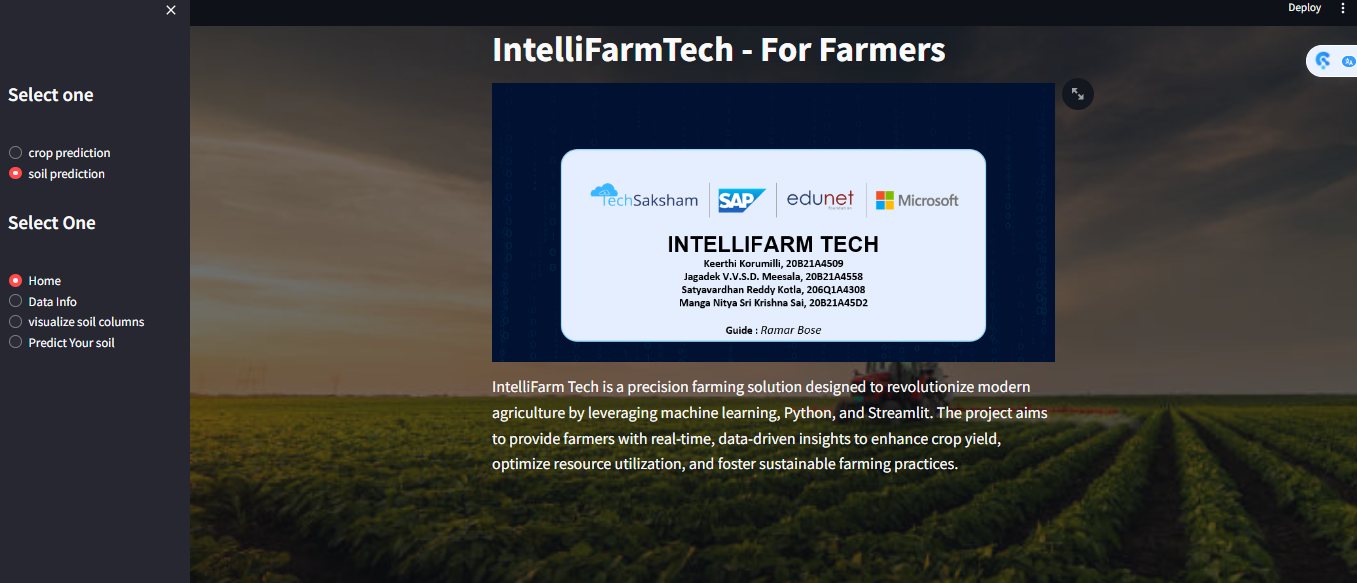 Deploy
Select one
crop prediction
soil prediction
Select One
Home
Data Info
visualize soil columns
Predict Your soil
IntelliFarmTech - For Farmers
TechSaksham
SAP
edunet
foundation
Microsoft
INTELLIFARM TECH
Keerthi Korumilli, 20B21A4509
Jagadek V.V.S.D. Meesala, 20B21A4558
Satyavardhan Reddy Kotla, 206Q1A4308
Manga Nitya Sri Krishna Sai, 20B21A45D2
Guide : Ramar Bose
IntelliFarm Tech is a precision farming solution designed to revolutionize modern
agriculture by leveraging machine learning, Python, and Streamlit. The project aims
to provide farmers with real-time, data-driven insights to enhance crop yield,
optimize resource utilization, and foster sustainable farming practices.